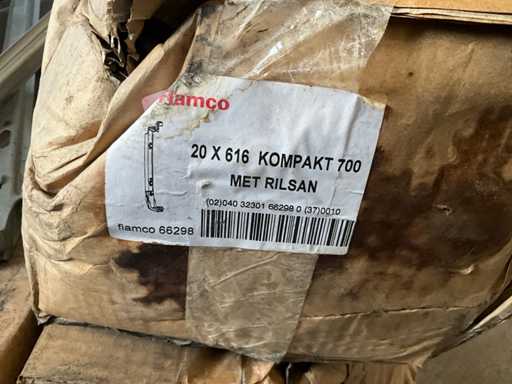 flamco
20 X 616 KOMPAKT 700
MET RILSAN
(02)040 32301 66298 0 (37)0010
flamco 66298